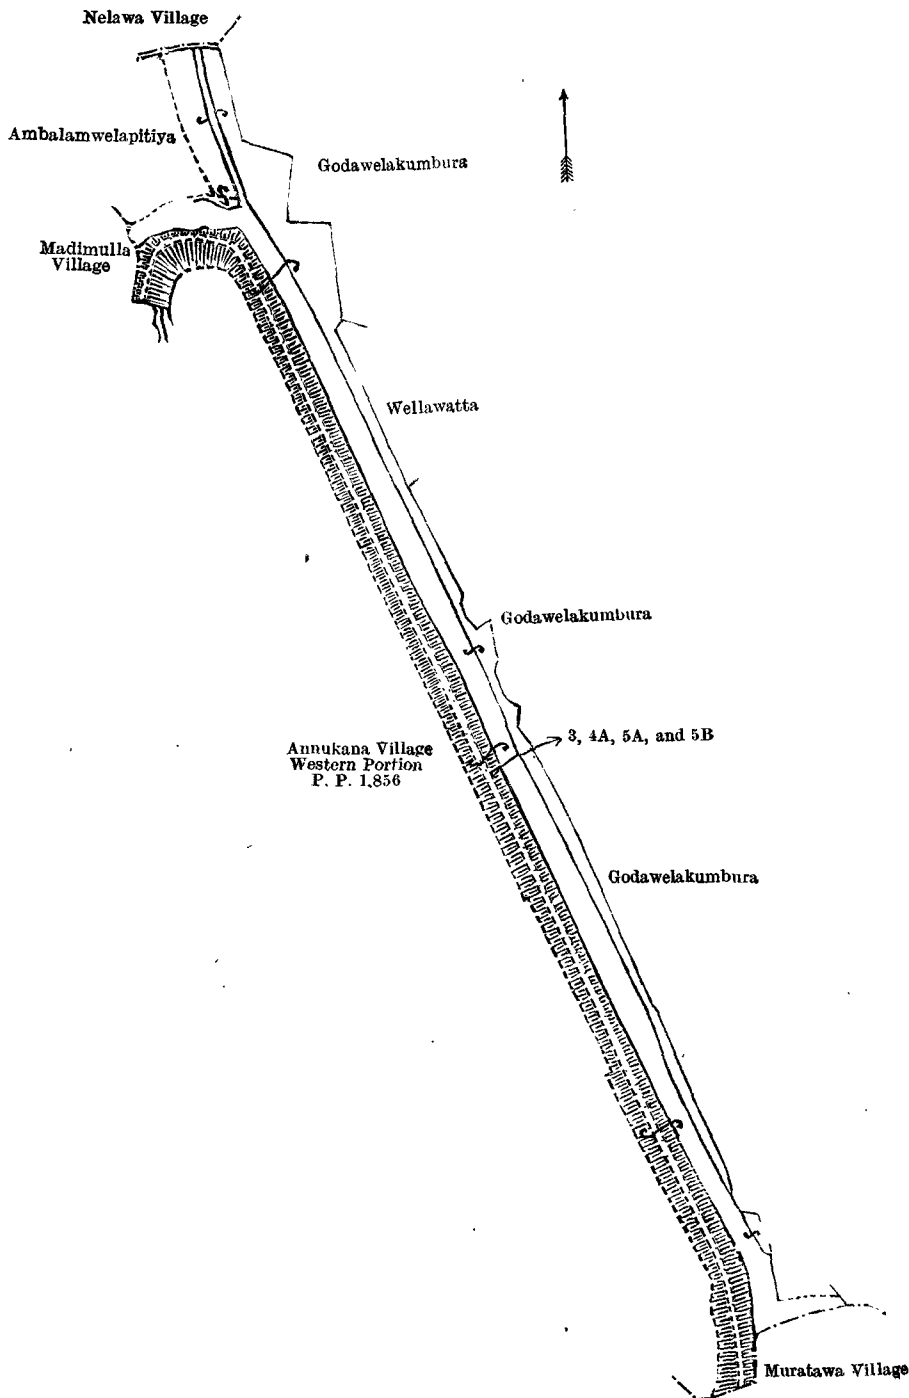 Nelawa Village
Ambalamwelapitiya
Godawelakumbura
Madimulla
Village
Wellawatta
Godawelakumbura
3, 4A, 5A, and 5B
Annukana Village
Western Portion
P. P. 1,856
Godawelakumbura
Muratawa Village